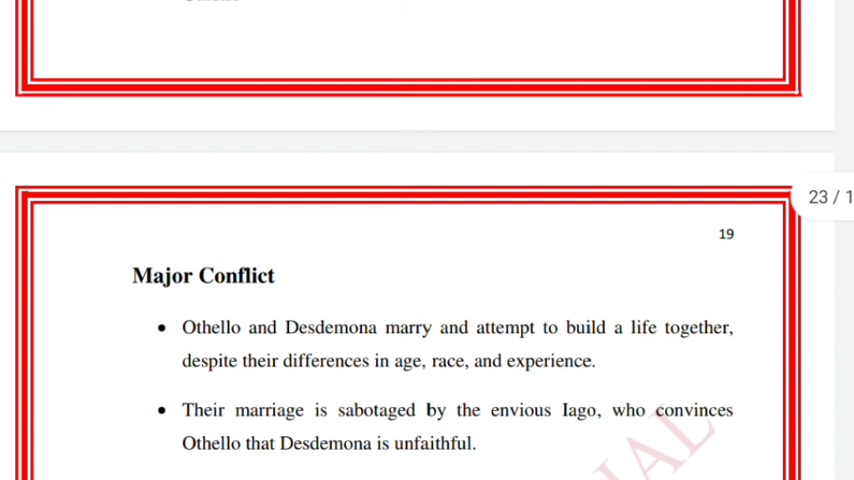 23 / 1
19
Major Conflict
• Othello and Desdemona marry and attempt to build a life together,
despite their differences in age, race, and experience.
• Their marriage is sabotaged by the envious Iago, who convinces
Othello that Desdemona is unfaithful.